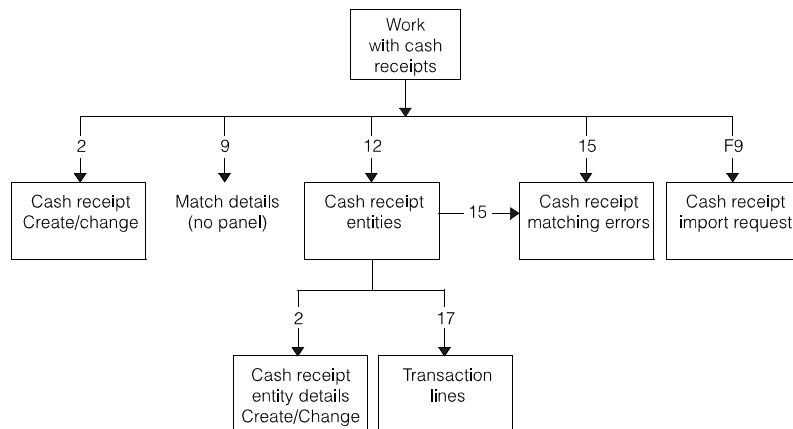 Work
with cash
receipts
2
9
12
15
F9
Cash receipt
Create/change
Match details
(no panel)
Cash receipt
entities
15
Cash receipt
matching errors
Cash receipt
import request
2
17
Cash receipt
entity details
Create/Change
Transaction
lines